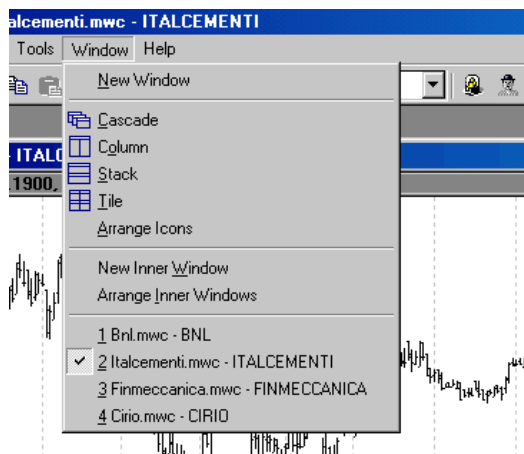 alcementi.mwc - ITALCEMENTI
Tools Window Help
New Window
Cascade
- ITALC
Column
.1900,
Stack
Tile
Arrange Icons
New Inner Window
Arrange Inner Windows
1 Bnl.mwc - BNL
2 Italcementi.mwc - ITALCEMENTI
3 Finmeccanica.mwc - FINMECCANICA
4 Cirio.mwc - CIRIO